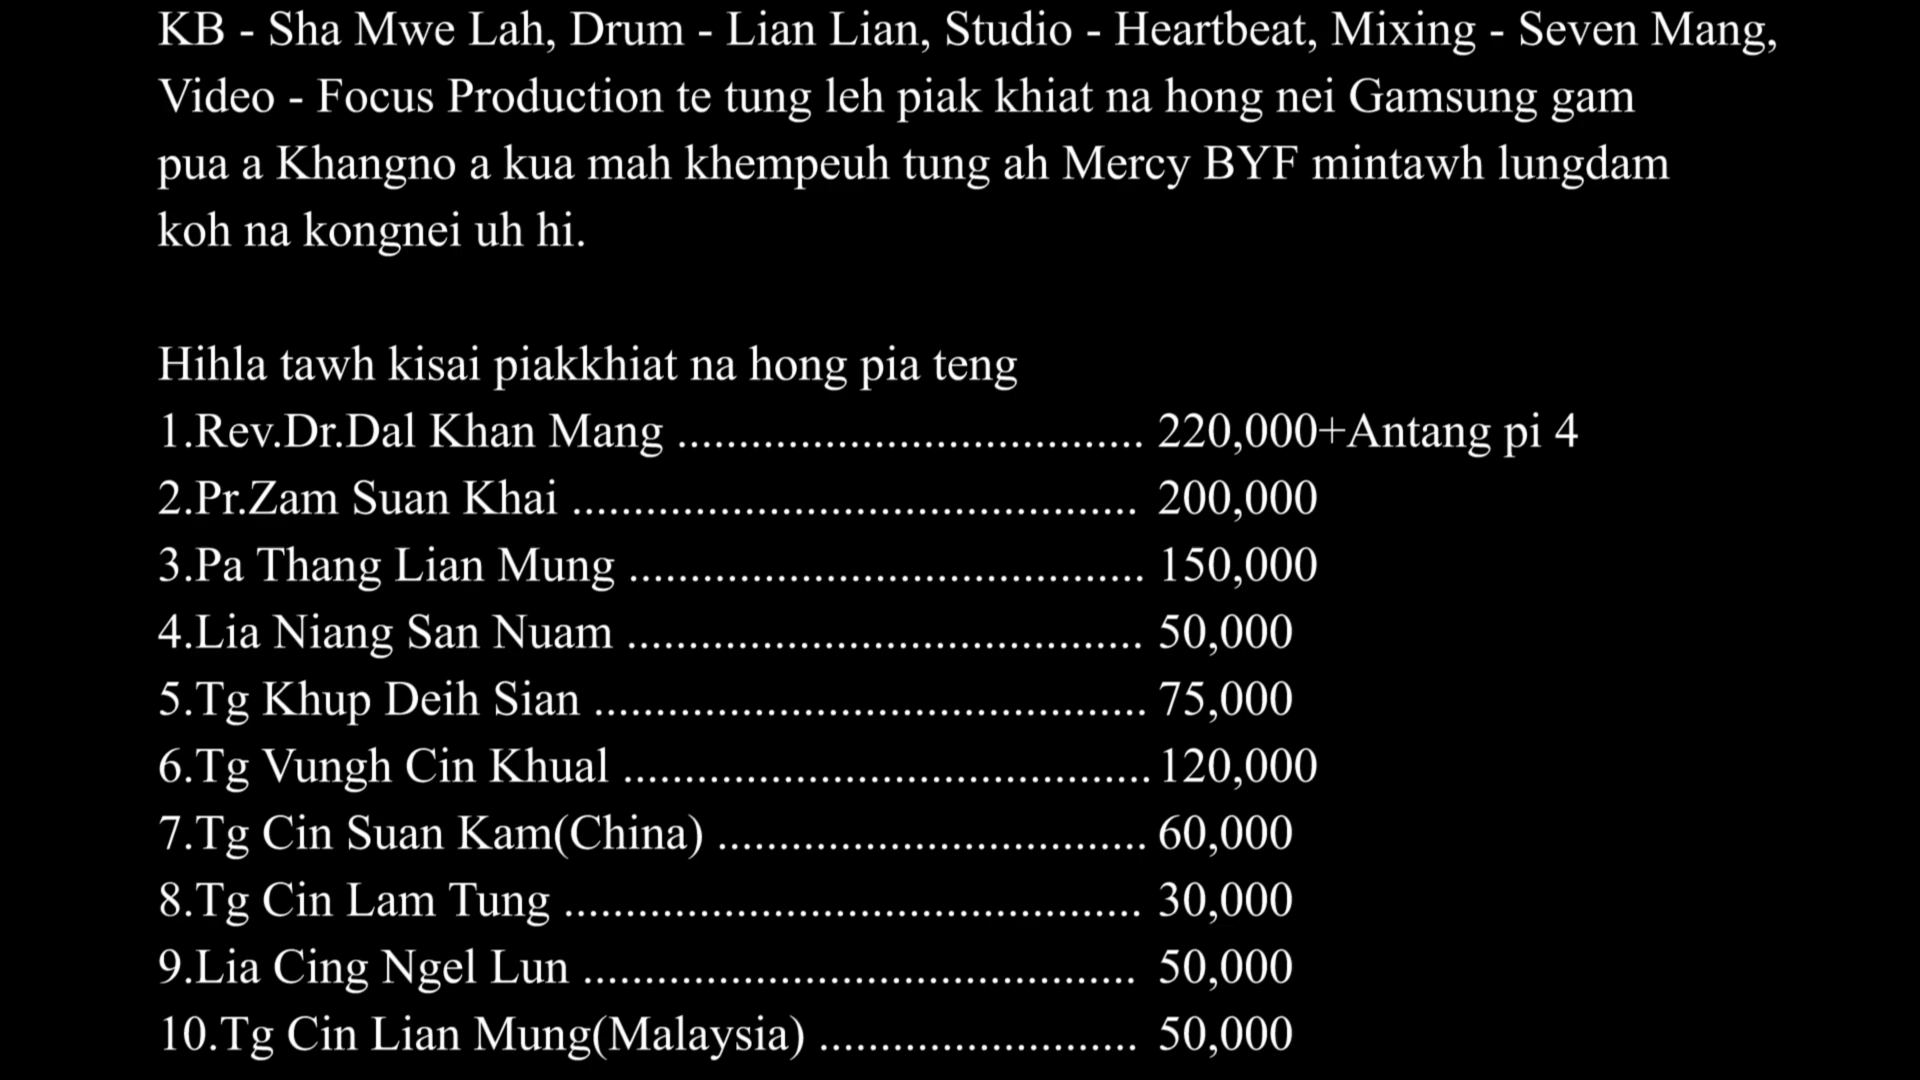 KB - Sha Mwe Lah, Drum - Lian Lian, Studio - Heartbeat, Mixing - Seven Mang,
Video - Focus Production te tung leh piak khiat na hong nei Gamsung gam
pua a Khangno a kua mah khempeuh tung ah Mercy BYF mintawh lungdam
koh na kongnei uh hi.
Hihla tawh kisai piakkhiat na hong pia teng
1.Rev.Dr.Dal Khan Mang ...................................... 220,000+Antang pi 4
2.Pr.Zam Suan Khai .............................................. 200,000
3.Pa Thang Lian Mung .......................................... 150,000
4.Lia Niang San Nuam .......................................... 50,000
5.Tg Khup Deih Sian ............................................. 75,000
6.Tg Vungh Cin Khual ...........................................120,000
7.Tg Cin Suan Kam(China) ................................... 60,000
8.Tg Cin Lam Tung ............................................... 30,000
9.Lia Cing Ngel Lun ............................................. 50,000
10.Tg Cin Lian Mung(Malaysia) .......................... 50,000